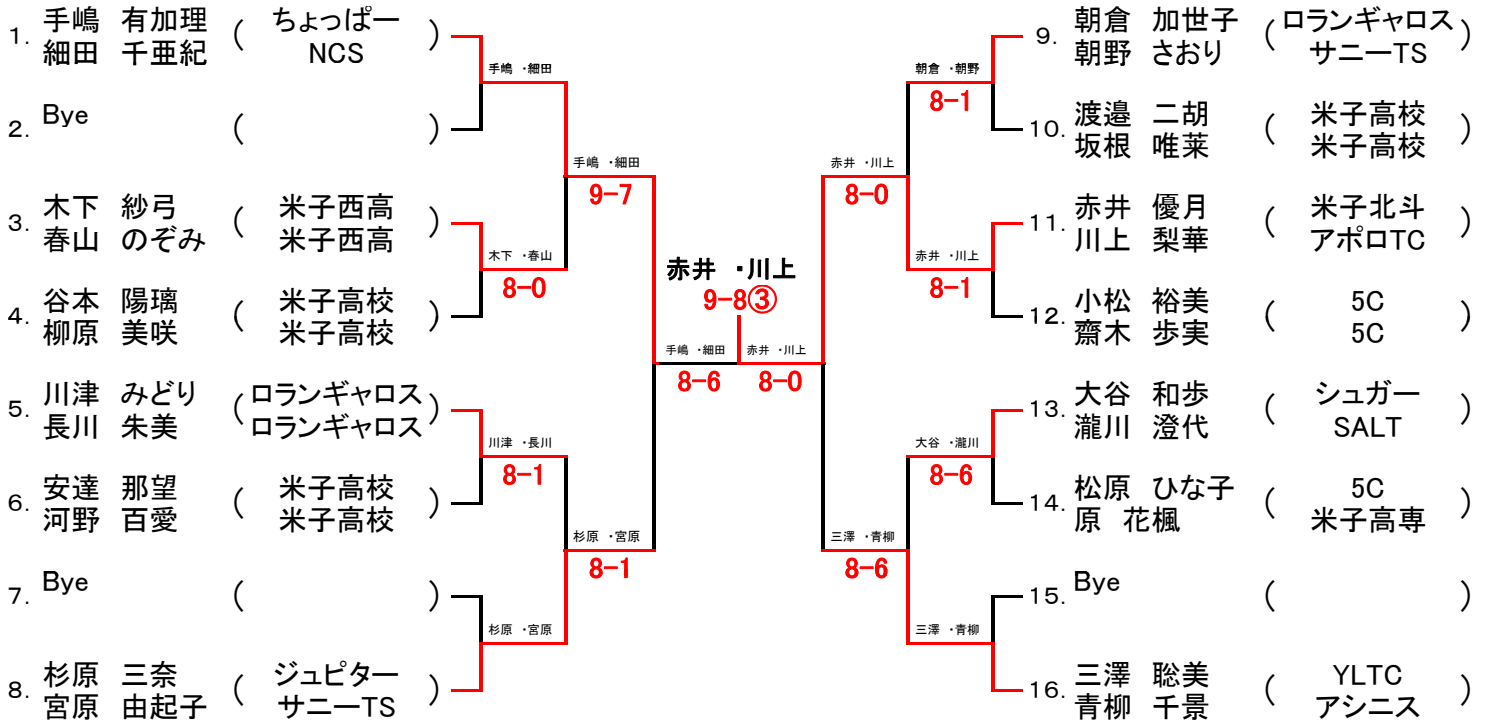 1. 手嶋 有加理 ( ちょっぱー )
細田 千亜紀 NCS
2. Bye ( )
3. 木下 紗弓 ( 米子西高 )
春山 のぞみ 米子西高
4. 谷本 陽璃 ( 米子高校 )
柳原 美咲 米子高校
5. 川津 みどり ( ロランギャロス )
長川 朱美 ロランギャロス
6. 安達 那望 ( 米子高校 )
河野 百愛 米子高校
7. Bye ( )
8. 杉原 三奈 ( ジュピター )
宮原 由起子 サニーTS
手嶋 ・細田
木下 ・春山
8-0
川津 ・長川
8-1
杉原 ・宮原
手嶋 ・細田
9-7
杉原 ・宮原
8-1
手嶋 ・細田
8-6
赤井 ・川上
9-8③
赤井 ・川上
8-0
赤井 ・川上
8-0
三澤 ・青柳
8-6
朝倉 ・朝野
8-1
赤井 ・川上
8-1
大谷 ・瀧川
8-6
三澤 ・青柳
9. 朝倉 加世子 ( ロランギャロス )
朝野 さおり サニーTS
10. 渡邉 二胡 ( 米子高校 )
坂根 唯莱 米子高校
11. 赤井 優月 ( 米子北斗 )
川上 梨華 アポロTC
12. 小松 裕美 ( 5C )
齋木 歩実 5C
13. 大谷 和歩 ( シュガー )
瀧川 澄代 SALT
14. 松原 ひな子 ( 5C )
原 花楓 米子高専
15. Bye ( )
16. 三澤 聡美 ( YLTC )
青柳 千景 アシニス